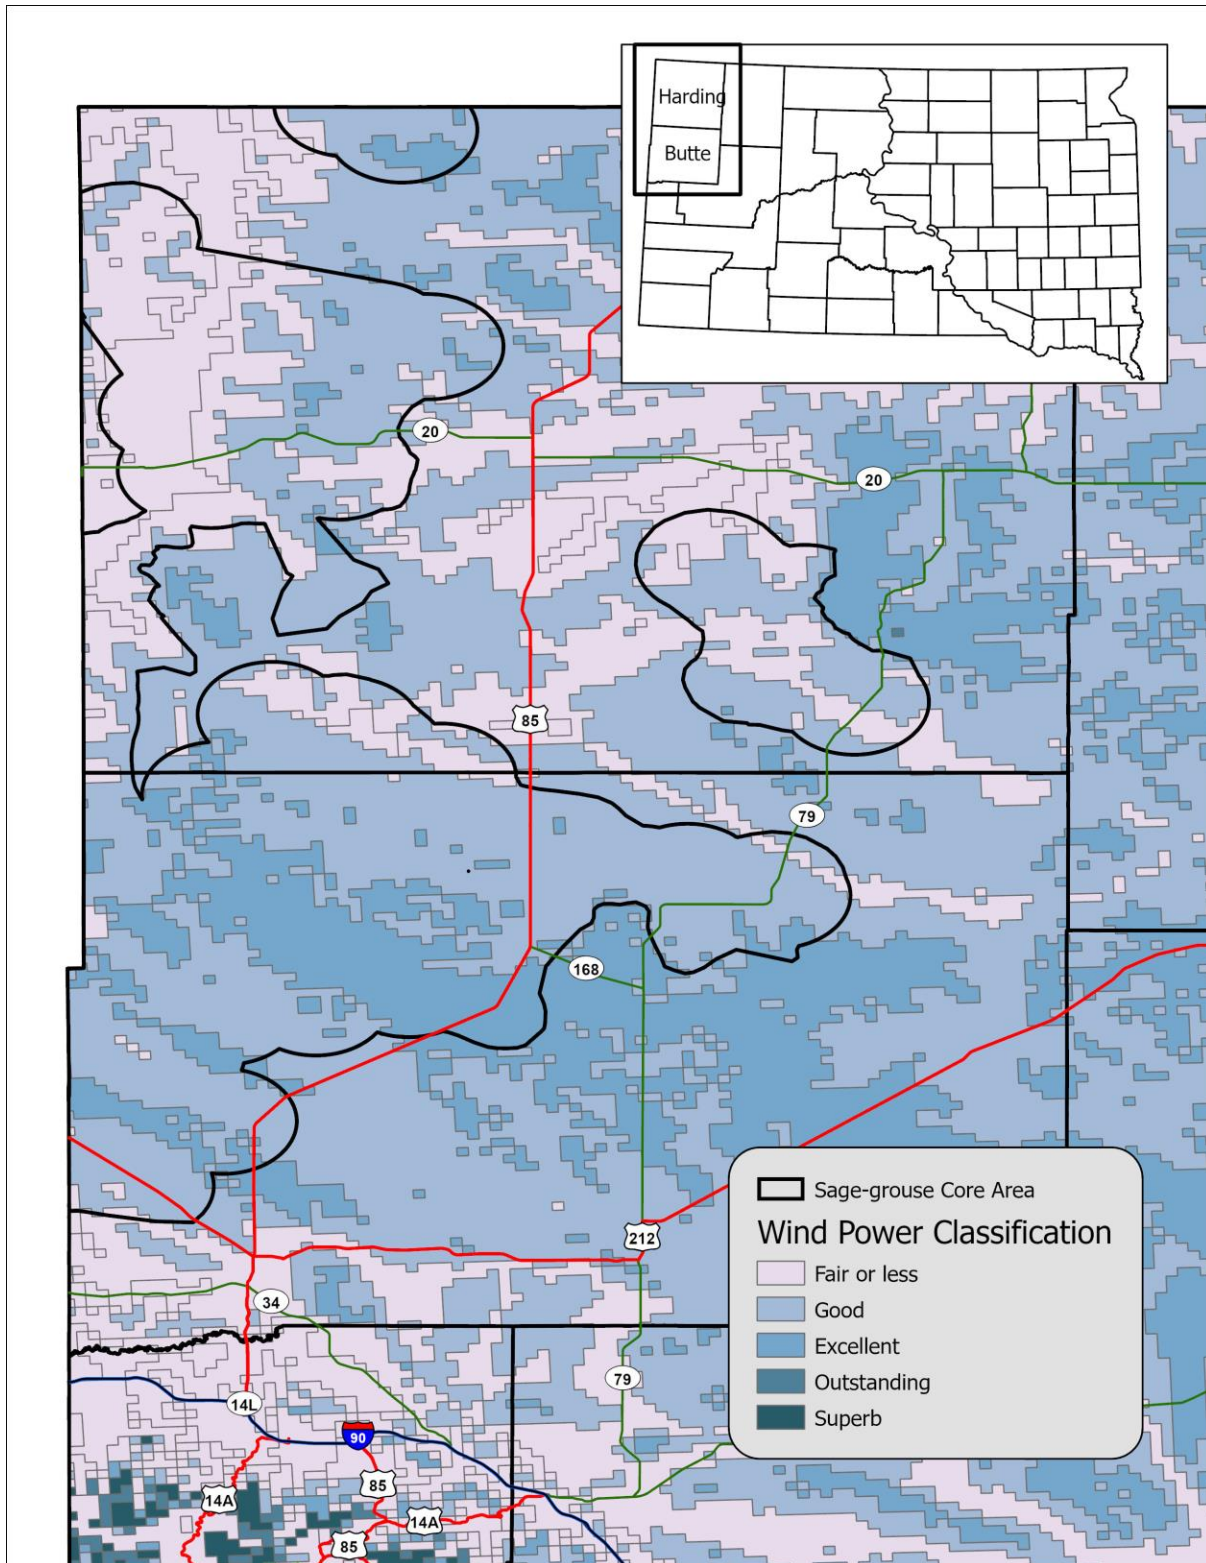 Harding
Butte
20
20
85
79
168
212
Sage-grouse Core Area
Wind Power Classification
Fair or less
Good
Excellent
Outstanding
Superb
34
79
14L
90
85
14A
14A
85